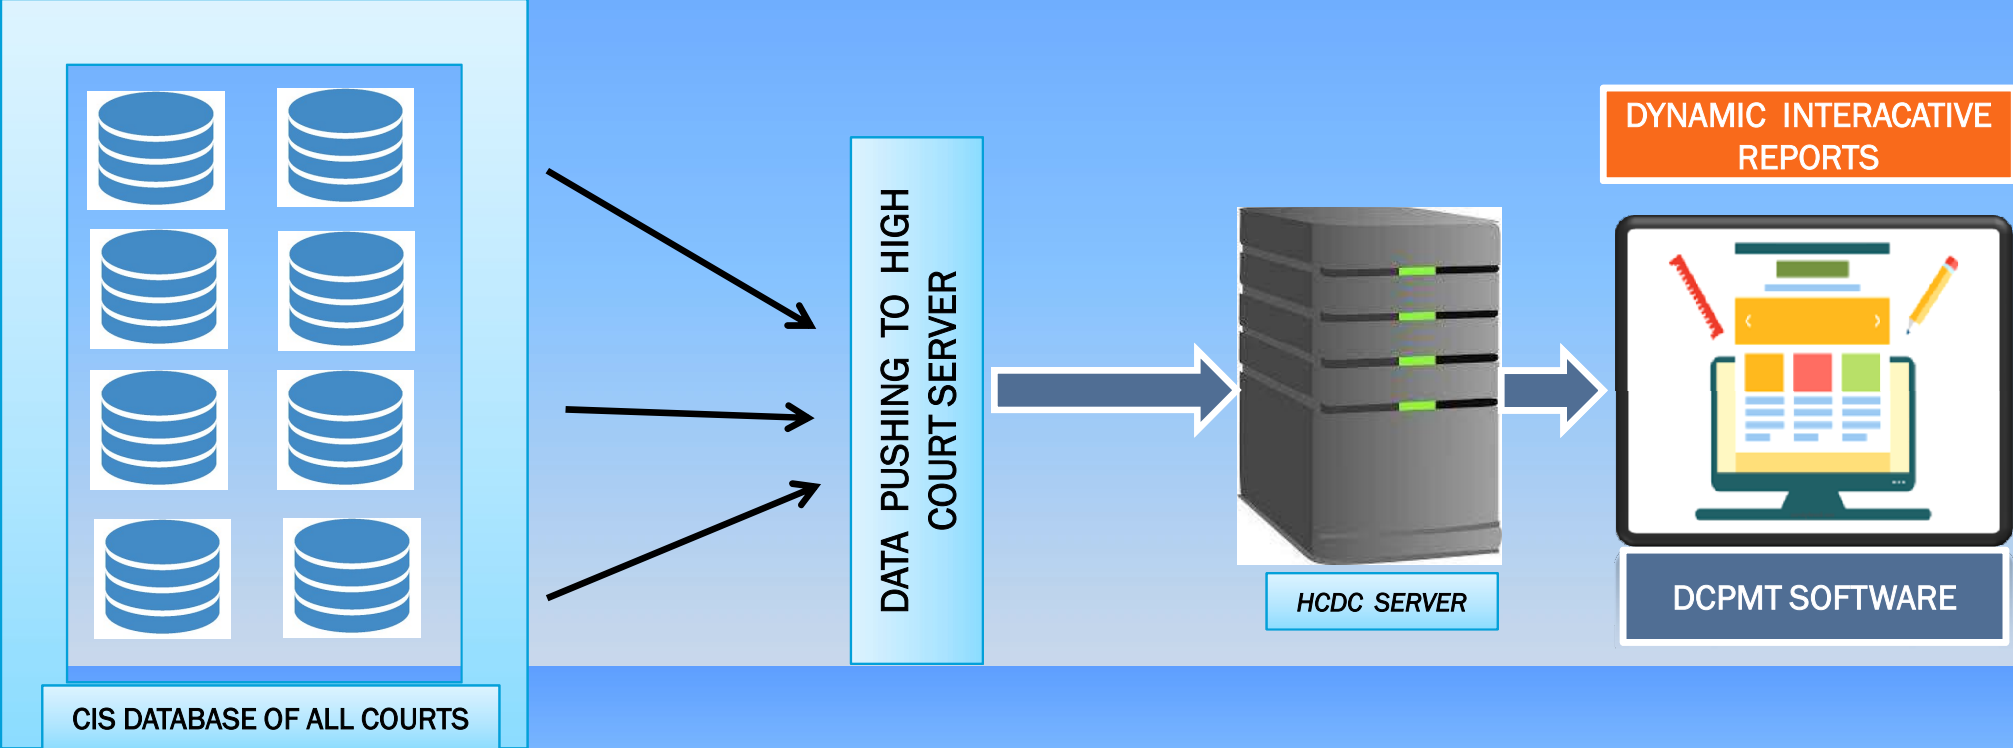 CIS DATABASE OF ALL COURTS
DATA PUSHING TO HIGH
COURT SERVER
HCDC SERVER
DYNAMIC INTERACATIVE
REPORTS
DCPMT SOFTWARE